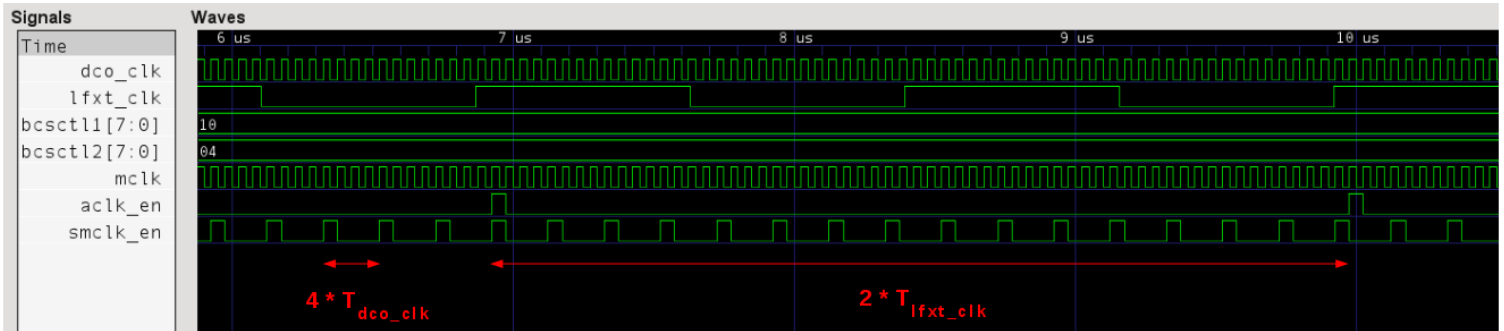 Signals Waves
Time 6 us 7 us 8 us 9 us 10 us
dco_clk
lfxt_clk
bcsctl1[7:0] 10
bcsctl2[7:0] 04
mclk
aclk_en
smclk_en
4 * Tdco_clk 2 * Tlfxt_clk